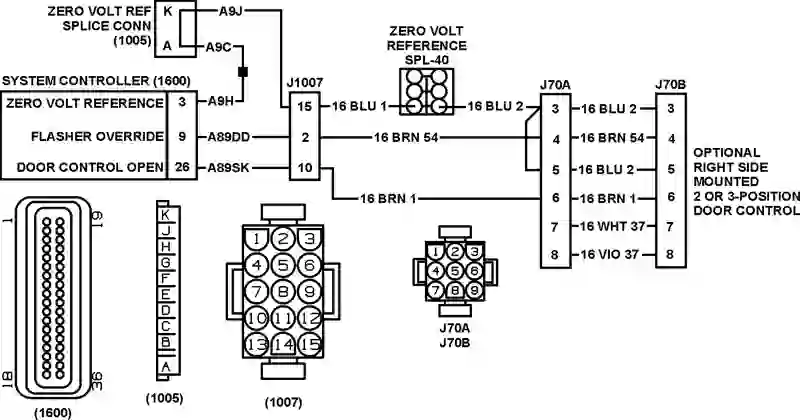 ZERO VOLT REF
SPLICE CONN
(1005)
K
A
A9J
A9C
SYSTEM CONTROLLER (1600)
ZERO VOLT REFERENCE 3 A9H
FLASHER OVERRIDE 9 A89DD
DOOR CONTROL OPEN 26 A89SK
J1007
15
2
10
ZERO VOLT
REFERENCE
SPL-40
16 BLU 1
16 BLU 2
16 BRN 54
16 BRN 1
J70A
3
4
5
6
7
8
16 BLU 2
16 BRN 54
16 BLU 2
16 BRN 1
16 WHT 37
16 VIO 37
J70B
3
4
5
6
7
8
OPTIONAL
RIGHT SIDE
MOUNTED
2 OR 3-POSITION
DOOR CONTROL
1
19
18
36
(1600)
K
J
H
G
F
E
D
C
B
A
(1005)
1 2 3
4 5 6
7 8 9
10 11 12
13 14 15
(1007)
1 2 3
4 5 6
7 8 9
J70A
J70B